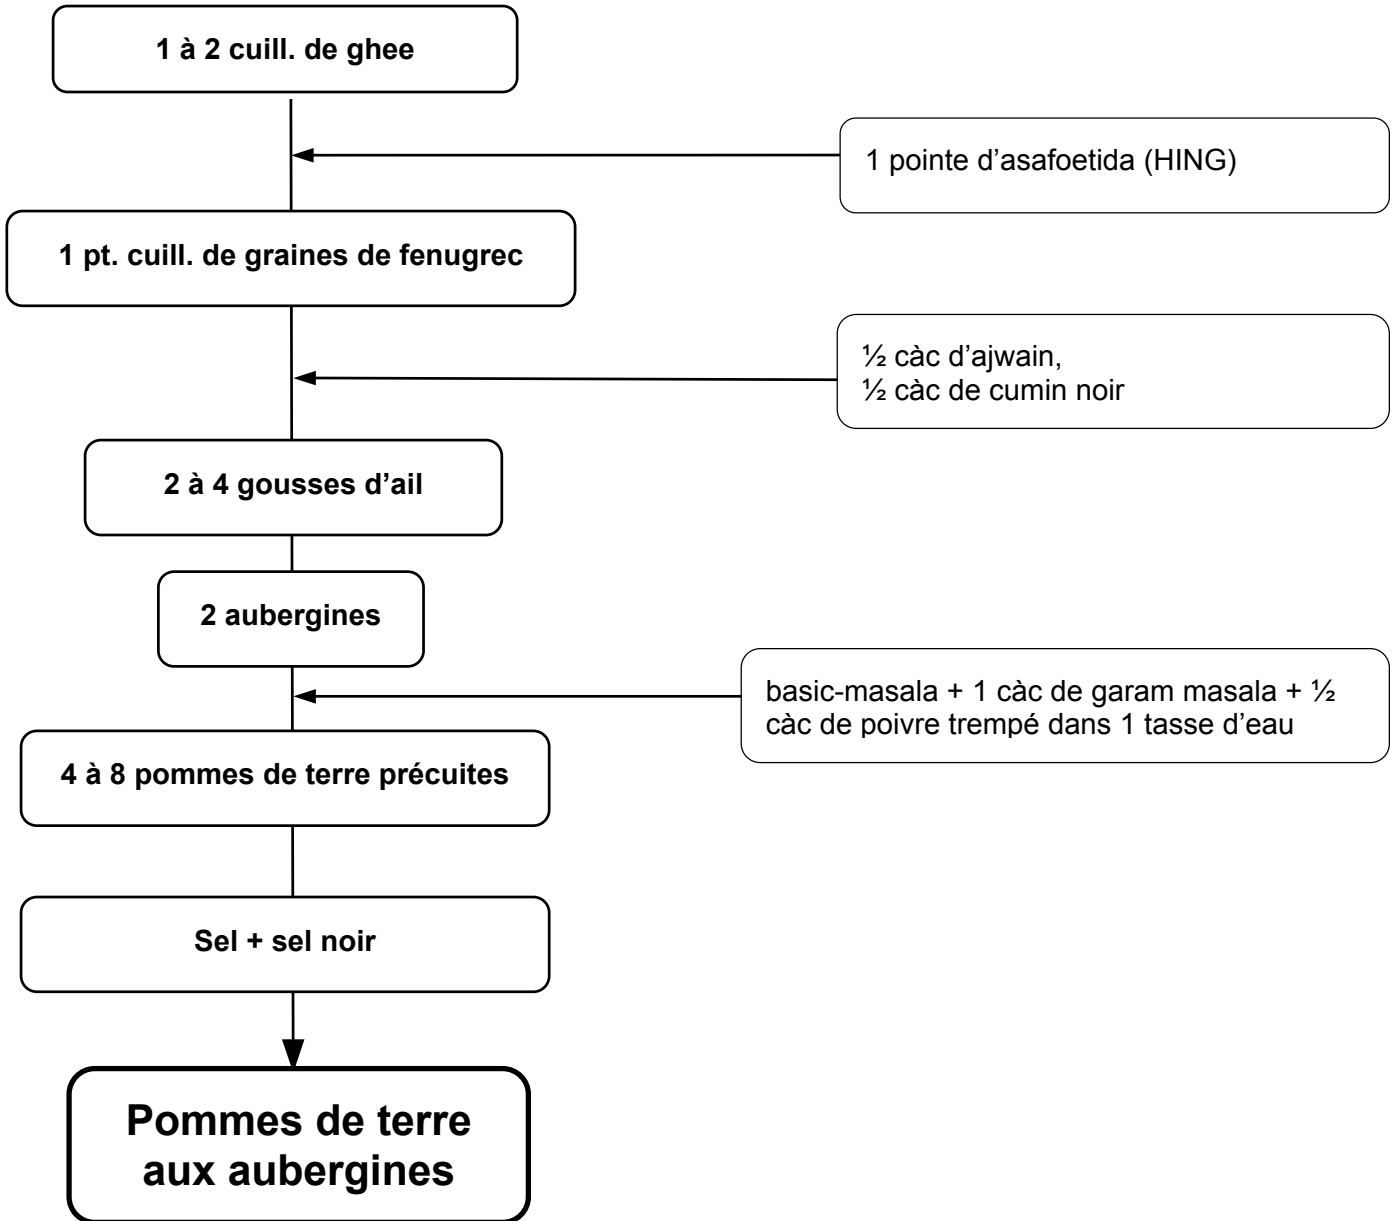 1 à 2 cuill. de ghee
1 pointe d’asafoetida (HING)
1 pt. cuill. de graines de fenugrec
½ càc d’ajwain,
½ càc de cumin noir
2 à 4 gousses d’ail
2 aubergines
basic-masala + 1 càc de garam masala + ½
càc de poivre trempé dans 1 tasse d’eau
4 à 8 pommes de terre précuites
Sel + sel noir
Pommes de terre
aux aubergines